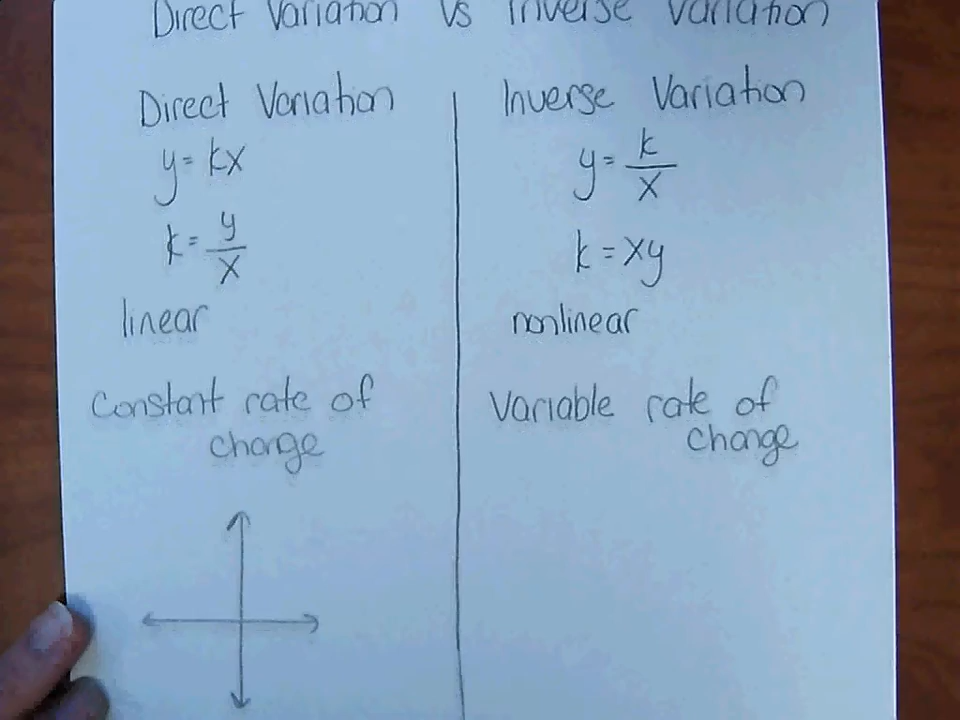 Direct Variation vs Inverse Variation
Direct Variation
y = kx
k = y/x
linear
Constant rate of
change
Inverse Variation
y = k/x
k = xy
nonlinear
Variable rate of
change